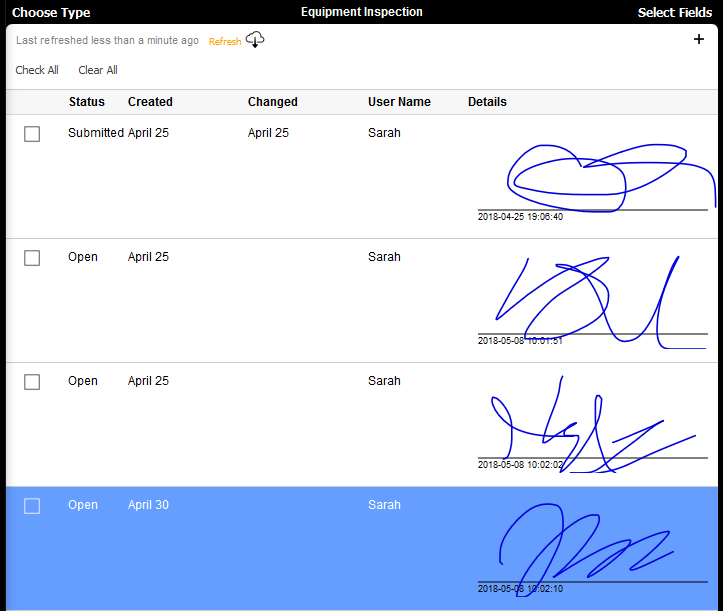 Choose Type Equipment Inspection Select Fields
Last refreshed less than a minute ago Refresh +
Check All Clear All
Status Created Changed User Name Details
Submitted April 25 April 25 Sarah
2018-04-25 19:06:40
Open April 25 Sarah
2018-05-08 10:01:51
Open April 25 Sarah
2018-05-08 10:02:02
Open April 30 Sarah
2018-05-08 10:02:10